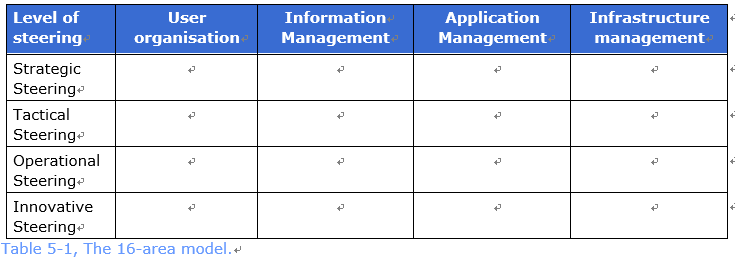 Level of steering
User organisation
Information Management
Application Management
Infrastructure management
Strategic Steering
Tactical Steering
Operational Steering
Innovative Steering
Table 5-1, The 16-area model.